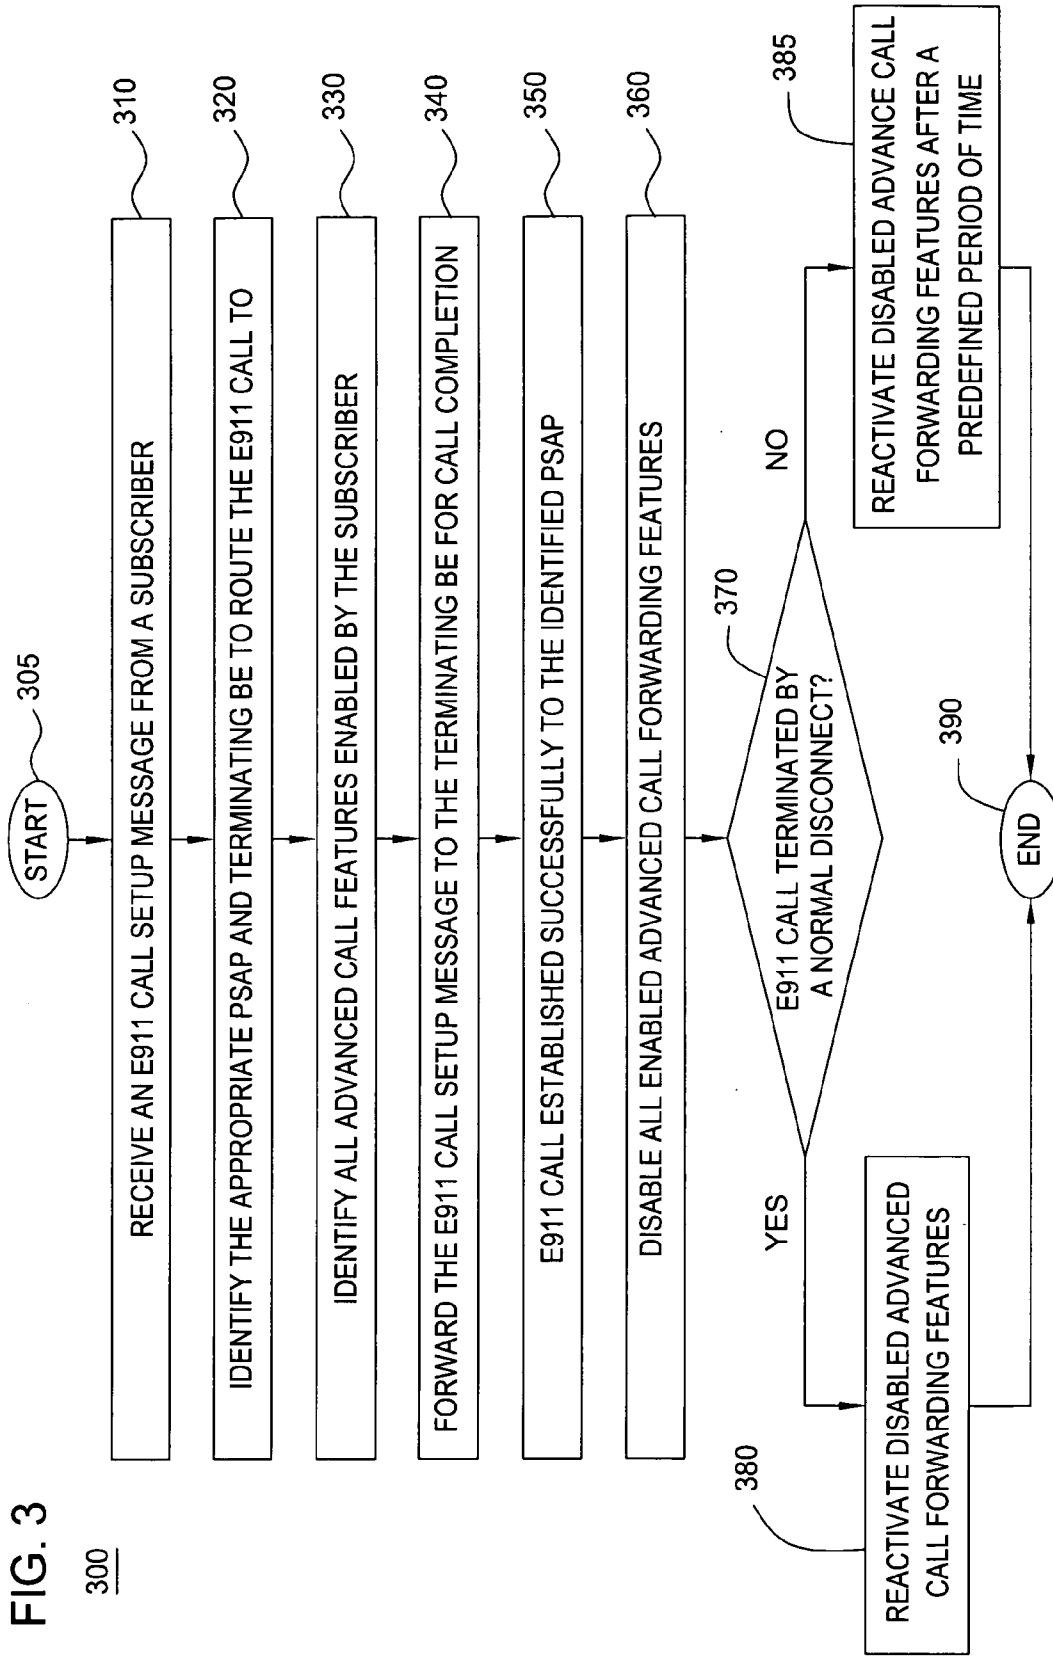 FIG. 3
300
START
305
RECEIVE AN E911 CALL SETUP MESSAGE FROM A SUBSCRIBER
310
IDENTIFY THE APPROPRIATE PSAP AND TERMINATING BE TO ROUTE THE E911 CALL TO
320
IDENTIFY ALL ADVANCED CALL FEATURES ENABLED BY THE SUBSCRIBER
330
FORWARD THE E911 CALL SETUP MESSAGE TO THE TERMINATING BE FOR CALL COMPLETION
340
E911 CALL ESTABLISHED SUCCESSFULLY TO THE IDENTIFIED PSAP
350
DISABLE ALL ENABLED ADVANCED CALL FORWARDING FEATURES
360
E911 CALL TERMINATED BY
A NORMAL DISCONNECT?
370
YES
NO
380
REACTIVATE DISABLED ADVANCED
CALL FORWARDING FEATURES
REACTIVATE DISABLED ADVANCE CALL
FORWARDING FEATURES AFTER A
PREDEFINED PERIOD OF TIME
385
END
390